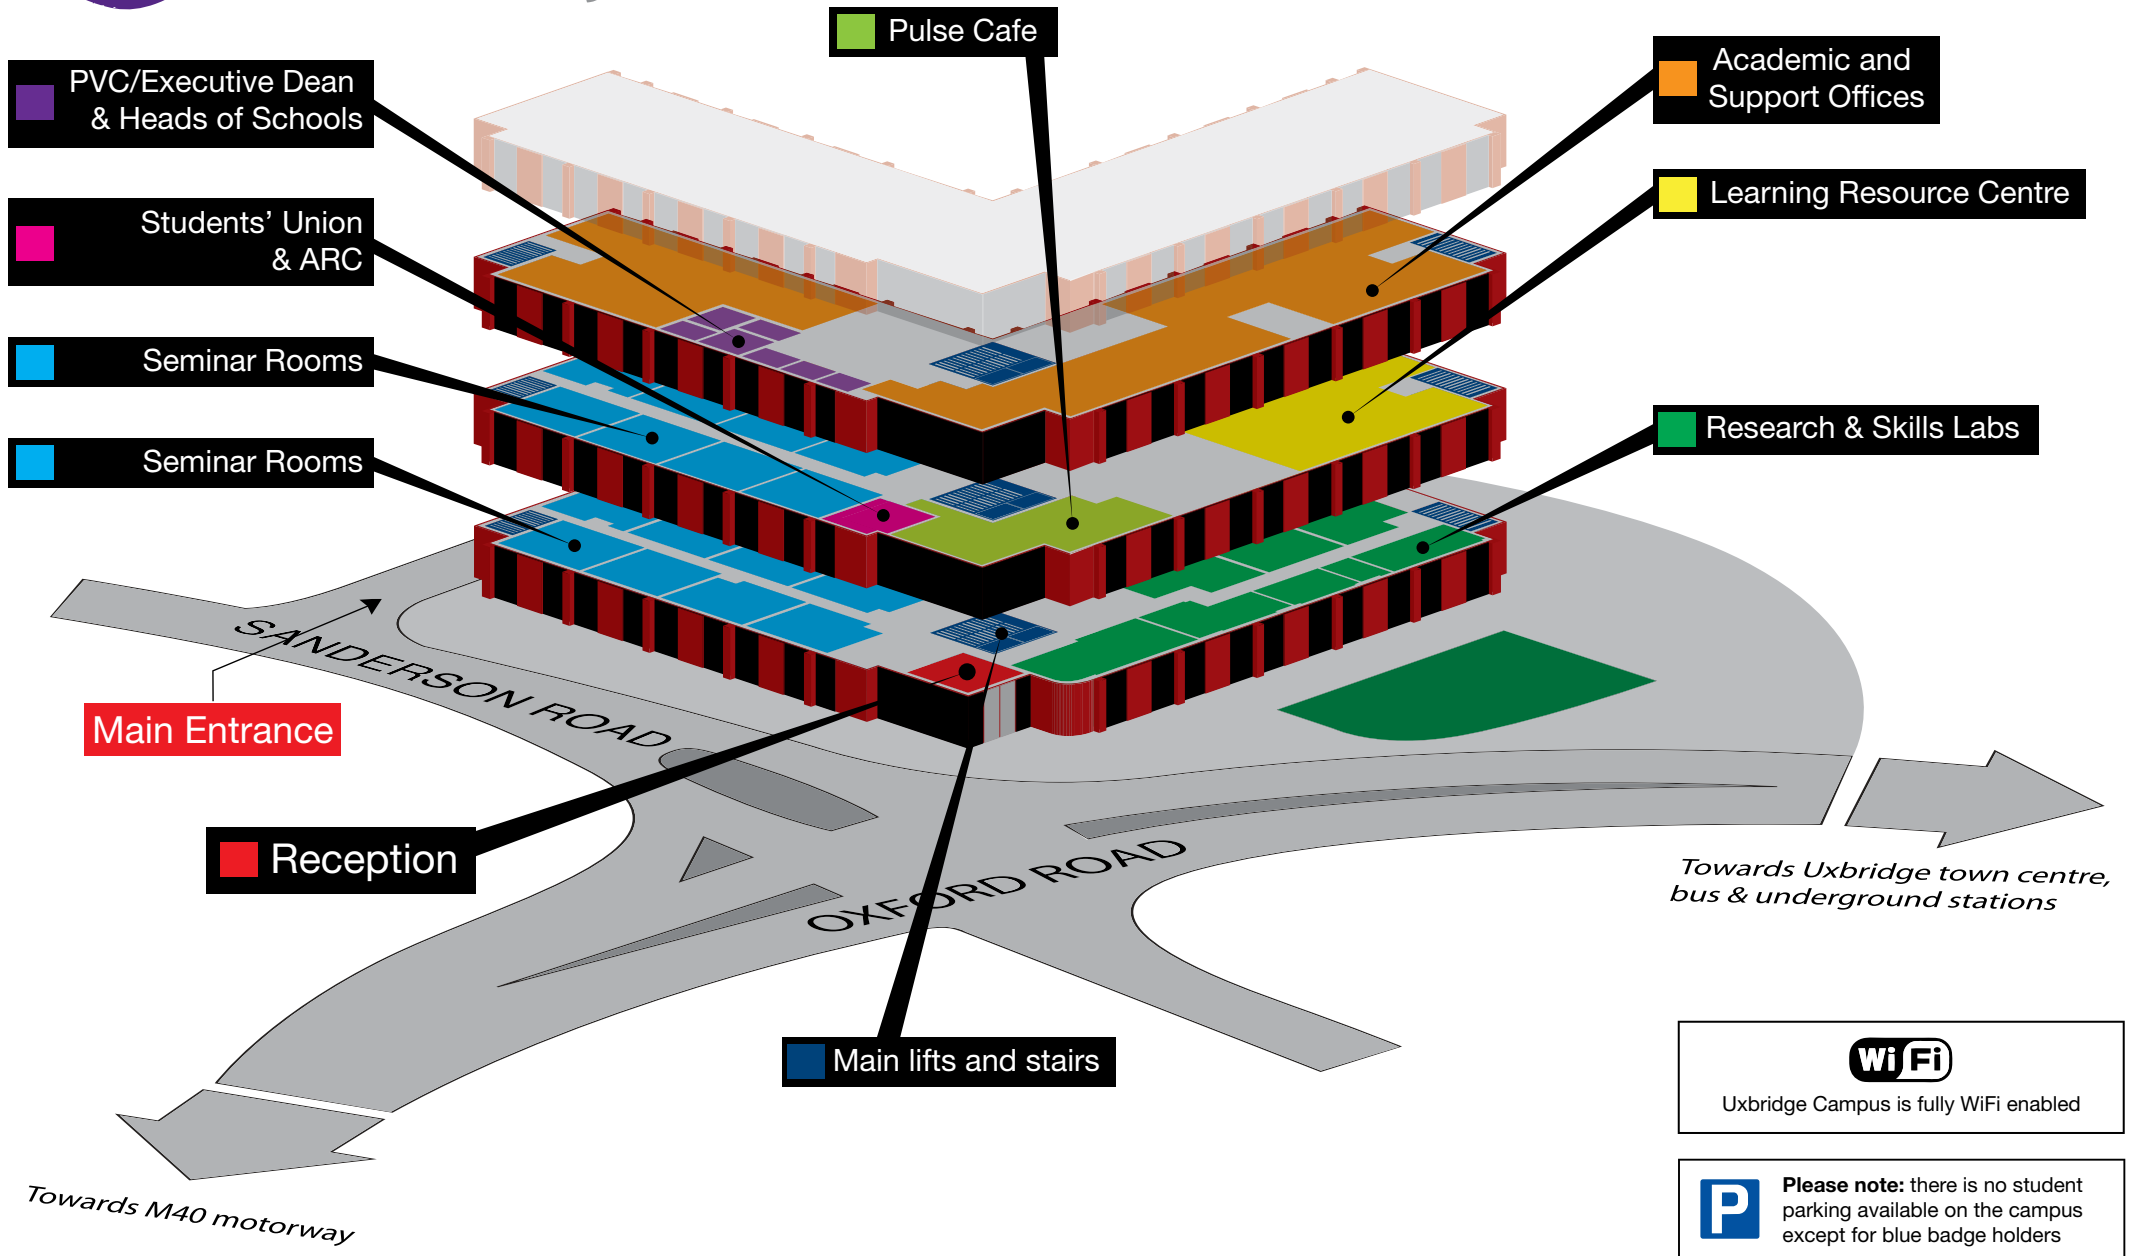 Pulse Cafe
PVC/Executive Dean
& Heads of Schools
Academic and
Support Offices
Students’ Union
& ARC
Learning Resource Centre
Seminar Rooms
Seminar Rooms
Research & Skills Labs
SANDERSON ROAD
Main Entrance
Reception
OXFORD ROAD
Towards Uxbridge town centre,
bus & underground stations
Main lifts and stairs
Towards M40 motorway
WiFi
Uxbridge Campus is fully WiFi enabled
P
Please note: there is no student
parking available on the campus
except for blue badge holders